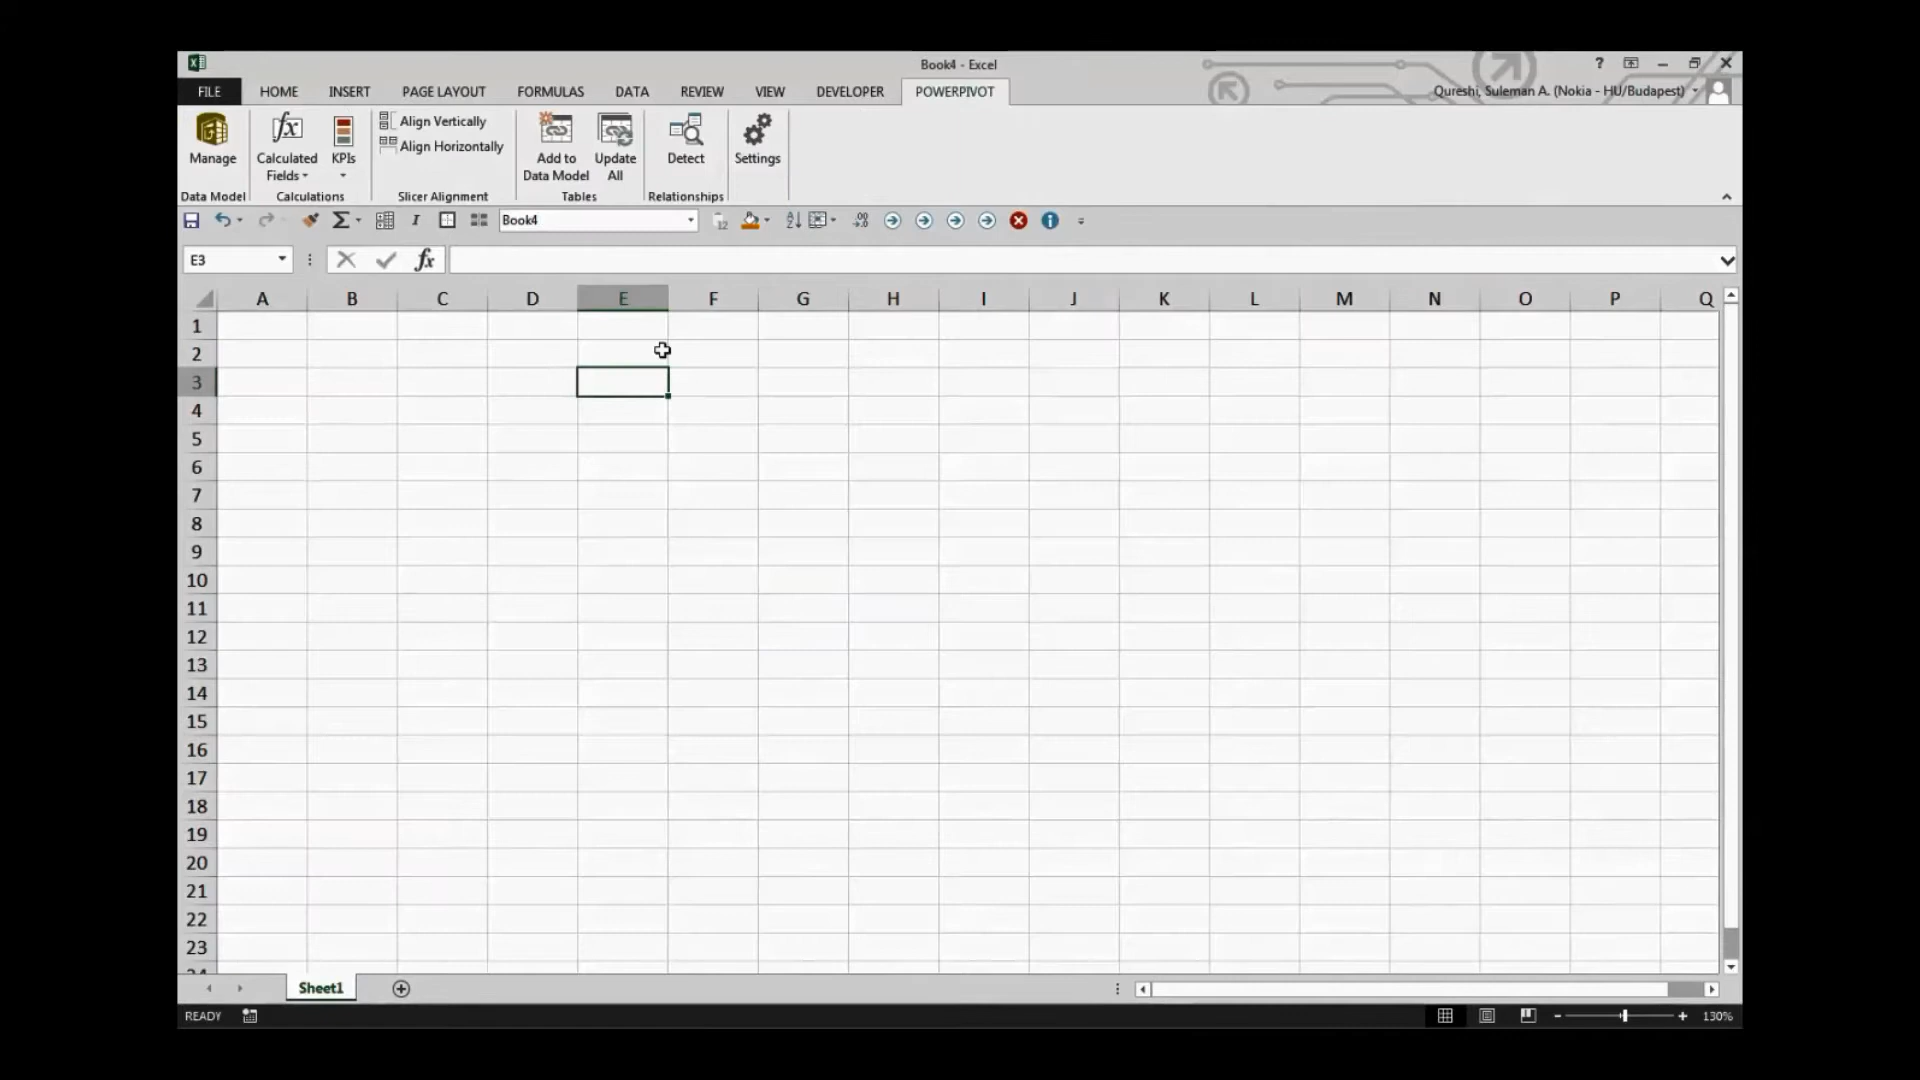 Book4 - Excel
?
FILE HOME INSERT PAGE LAYOUT FORMULAS DATA REVIEW VIEW DEVELOPER POWERPIVOT Qureshi, Suleman A. (Nokia - HU/Budapest)
Manage
Calculated
Fields
KPIs
Align Vertically
Align Horizontally
Add to
Data Model
Update
All
Detect
Settings
Data Model Calculations Slicer Alignment Tables Relationships
Book4
E3
fx
A B C D E F G H I J K L M N O P Q
1
2
3
4
5
6
7
8
9
10
11
12
13
14
15
16
17
18
19
20
21
22
23
24
Sheet1
READY 130%